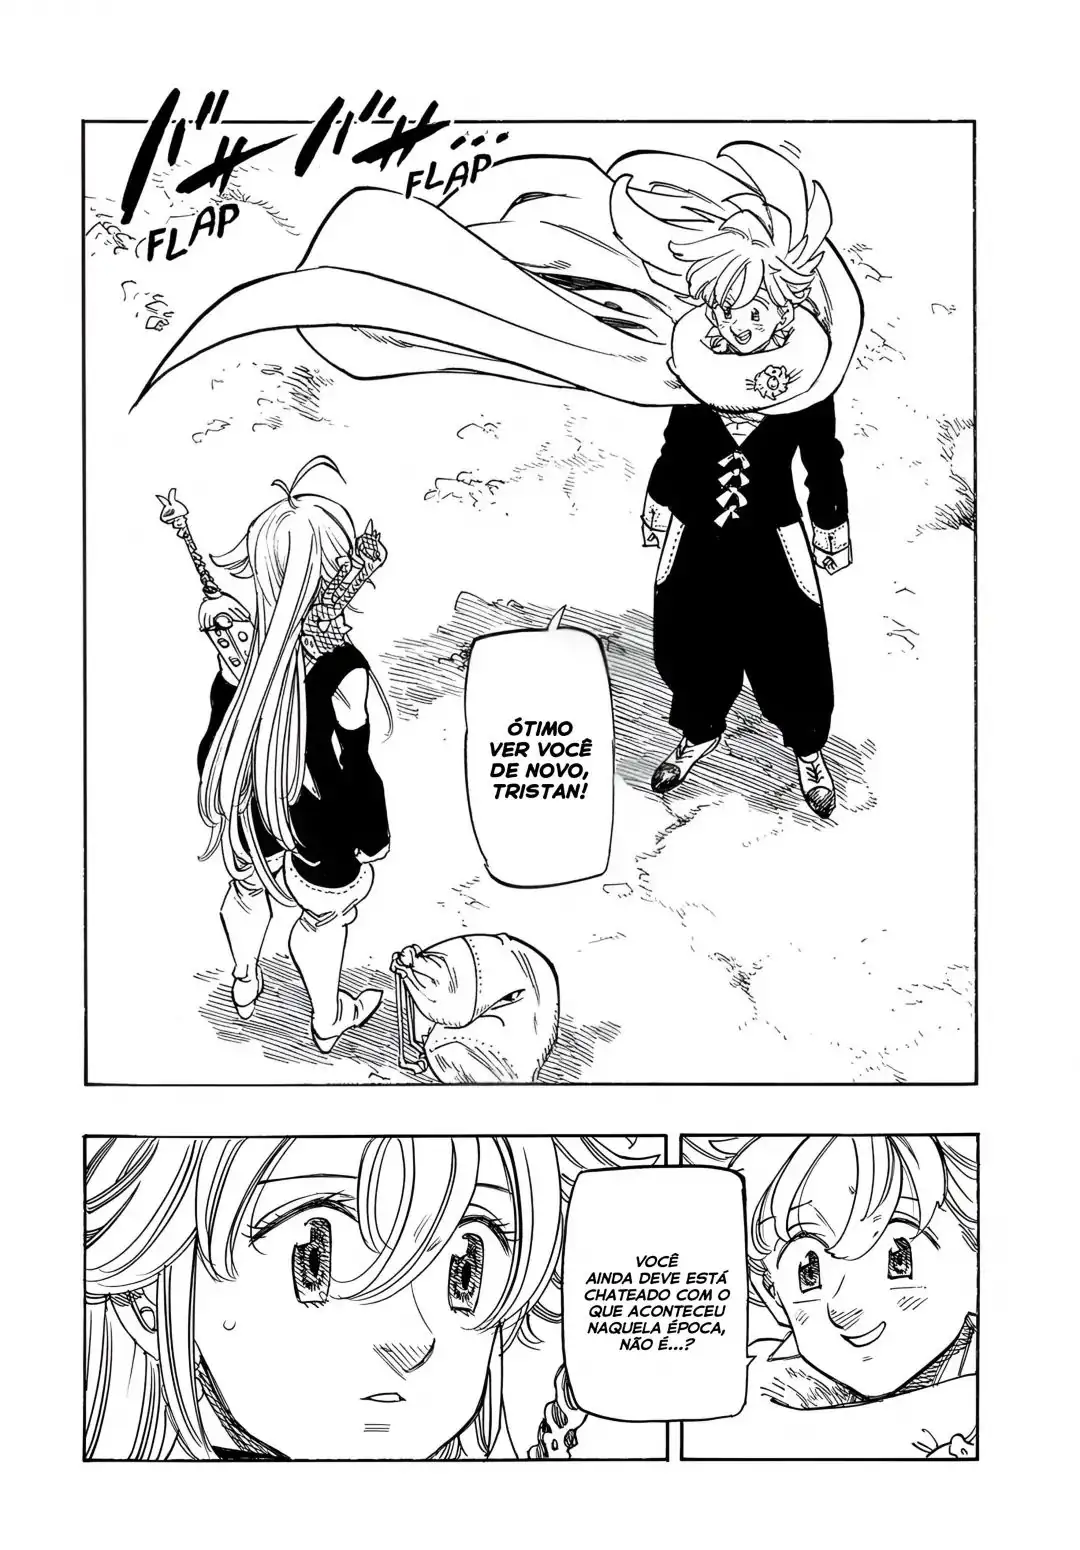 バサ
バサ...
FLAP
FLAP
ÓTIMO
VER VOCÊ
DE NOVO,
TRISTAN!
VOCÊ
AINDA DEVE ESTÁ
CHATEADO COM O
QUE ACONTECEU
NAQUELA ÉPOCA,
NÃO É...?